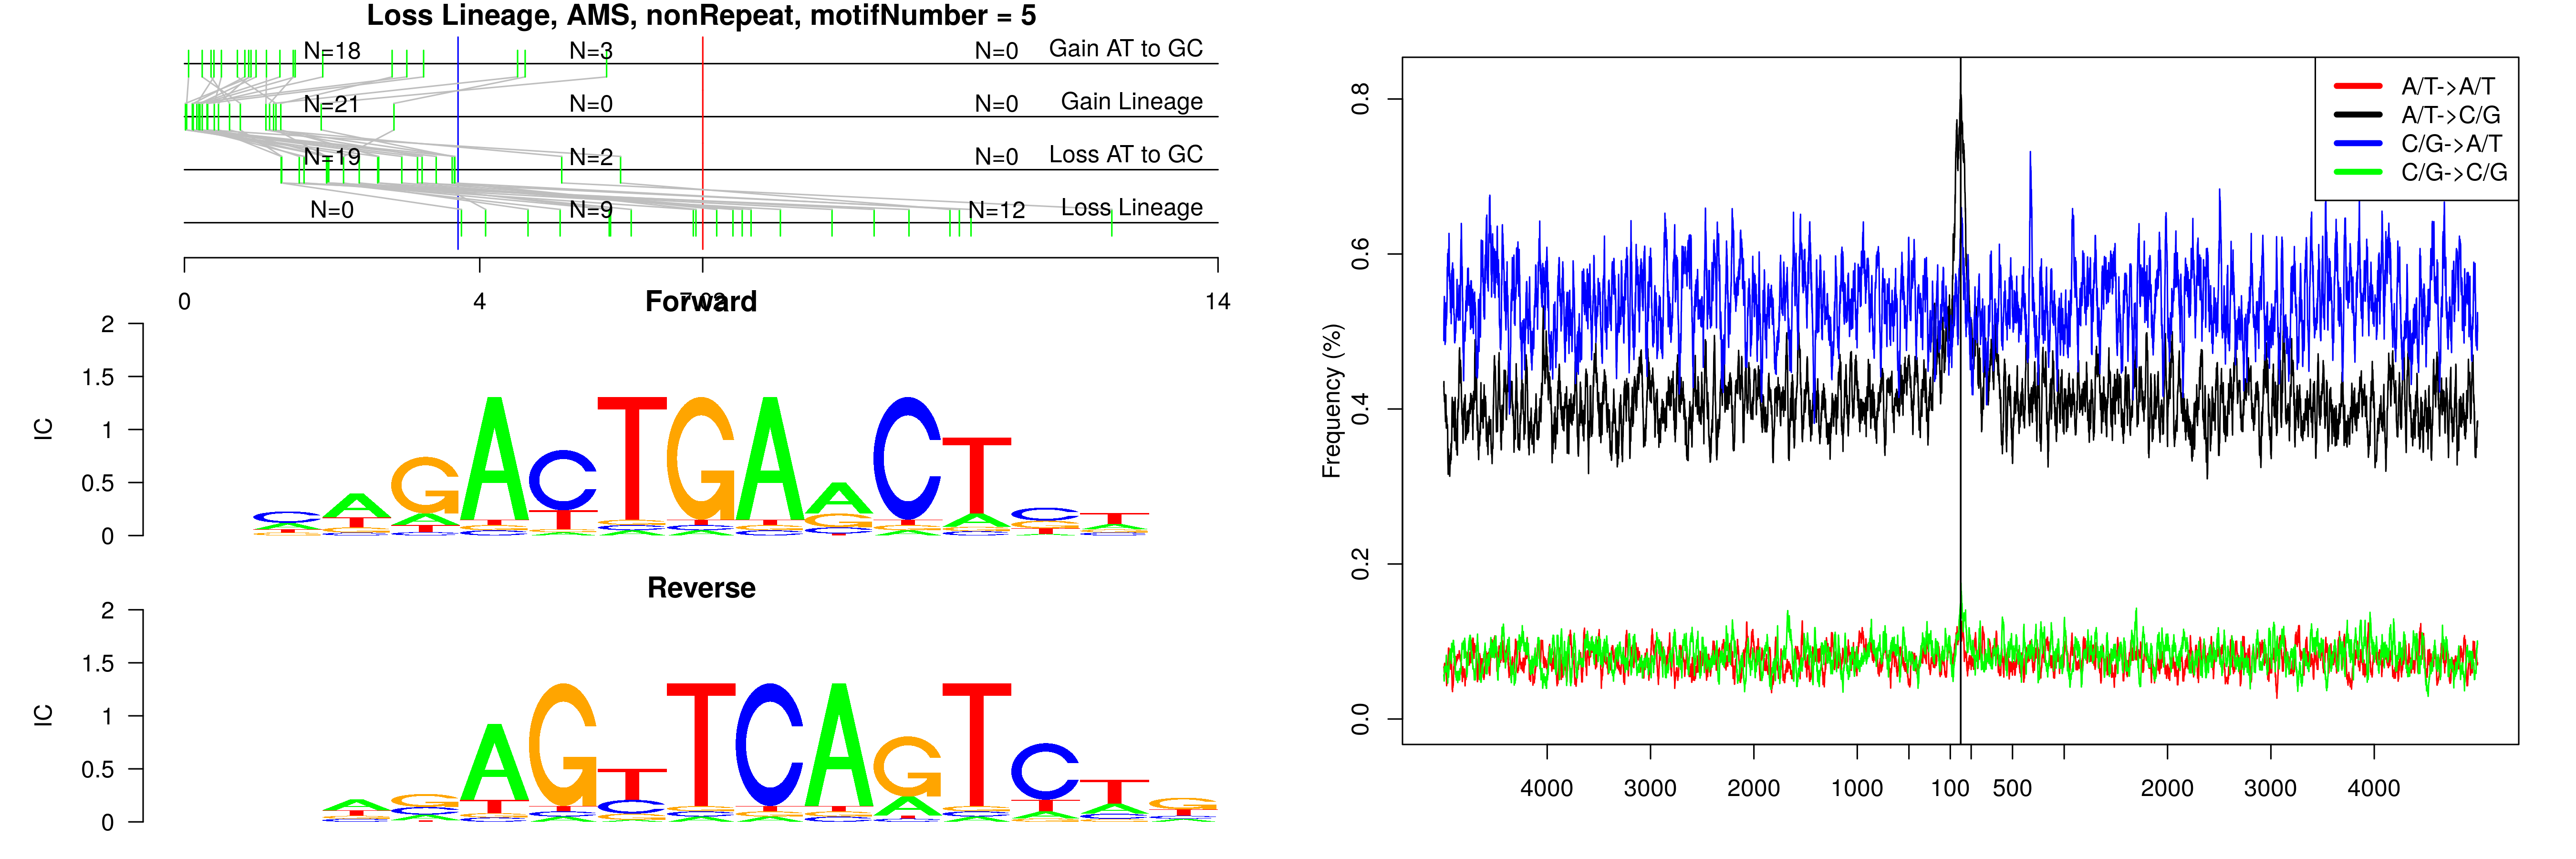 Loss Lineage, AMS, nonRepeat, motifNumber = 5
N=18 N=3 N=0 Gain AT to GC
N=21 N=0 N=0 Gain Lineage
N=19 N=2 N=0 Loss AT to GC
N=0 N=9 N=12 Loss Lineage
0 4 14
Forward
IC
2
1.5
1
0.5
0
Reverse
IC
2
1.5
1
0.5
0
A/T->A/T
A/T->C/G
C/G->A/T
C/G->C/G
Frequency (%)
0.8
0.6
0.4
0.2
0.0
4000 3000 2000 1000 100 500 2000 3000 4000